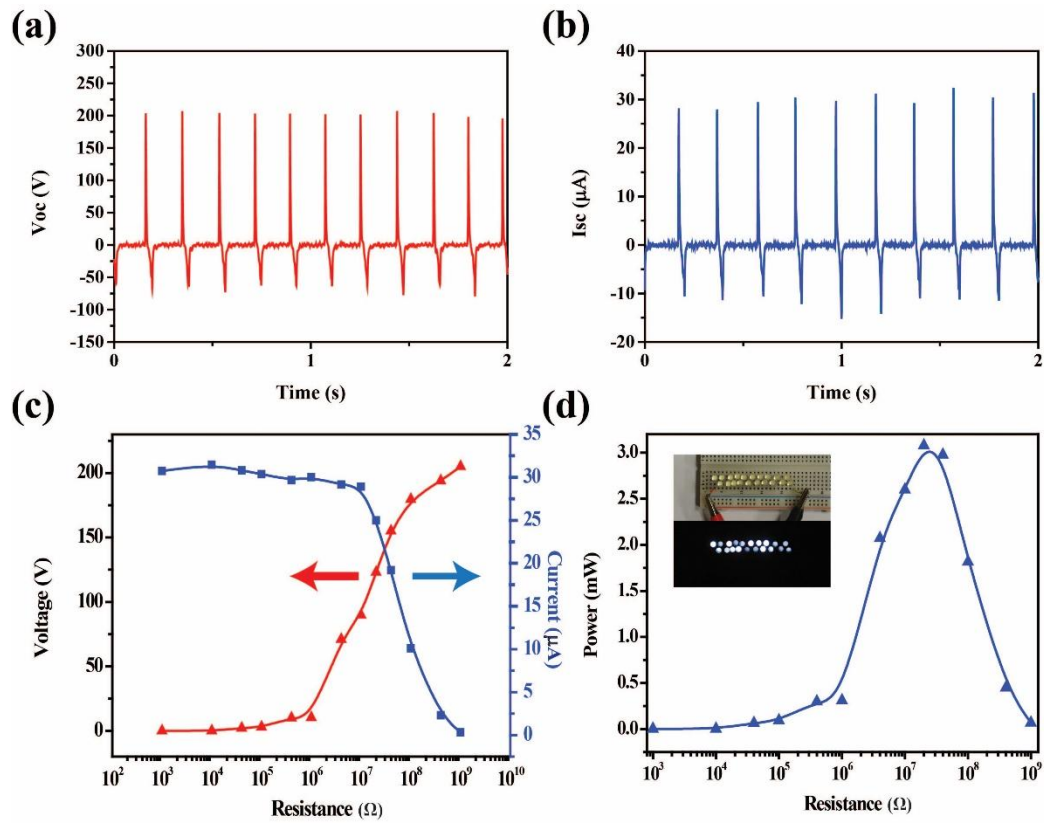 (a)
300
250
200
150
100
50
0
-50
-100
-150
Voc (V)
0
1
2
Time (s)
(b)
40
30
20
10
0
-10
-20
Isc (μA)
0
1
2
Time (s)
(c)
200
150
100
50
0
Voltage (V)
35
30
25
20
15
10
5
0
Current (μA)
10² 10³ 10⁴ 10⁵ 10⁶ 10⁷ 10⁸ 10⁹ 10¹⁰
Resistance (Ω)
(d)
3.0
2.5
2.0
1.5
1.0
0.5
0.0
Power (mW)
10³ 10⁴ 10⁵ 10⁶ 10⁷ 10⁸ 10⁹
Resistance (Ω)